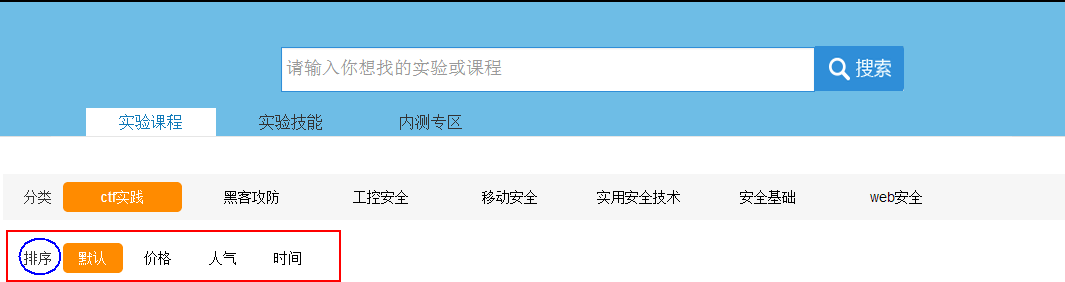 请输入你想找的实验或课程 搜索
实验课程 实验技能 内测专区
分类 ctf实践 黑客攻防 工控安全 移动安全 实用安全技术 安全基础 web安全
排序 默认 价格 人气 时间